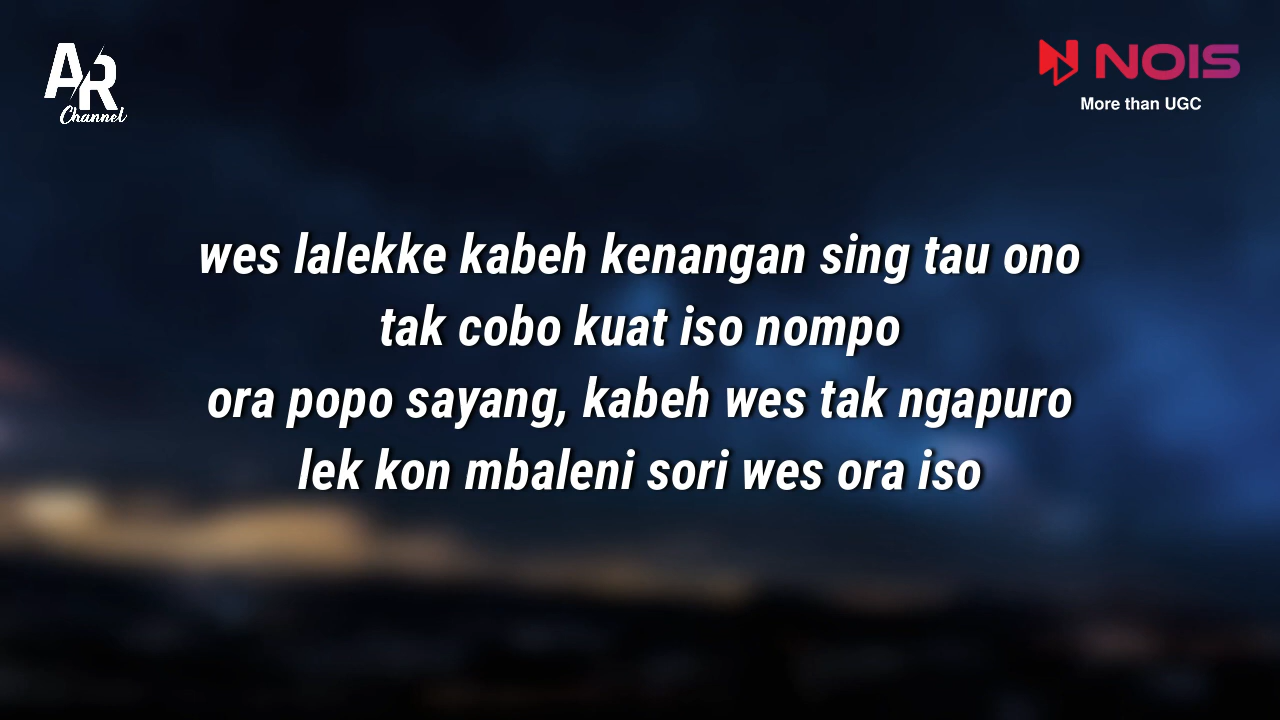 AR
Channel
NOIS
More than UGC
wes lalekke kabeh kenangan sing tau ono
tak cobo kuat iso nompo
ora popo sayang, kabeh wes tak ngapuro
lek kon mbaleni sori wes ora iso